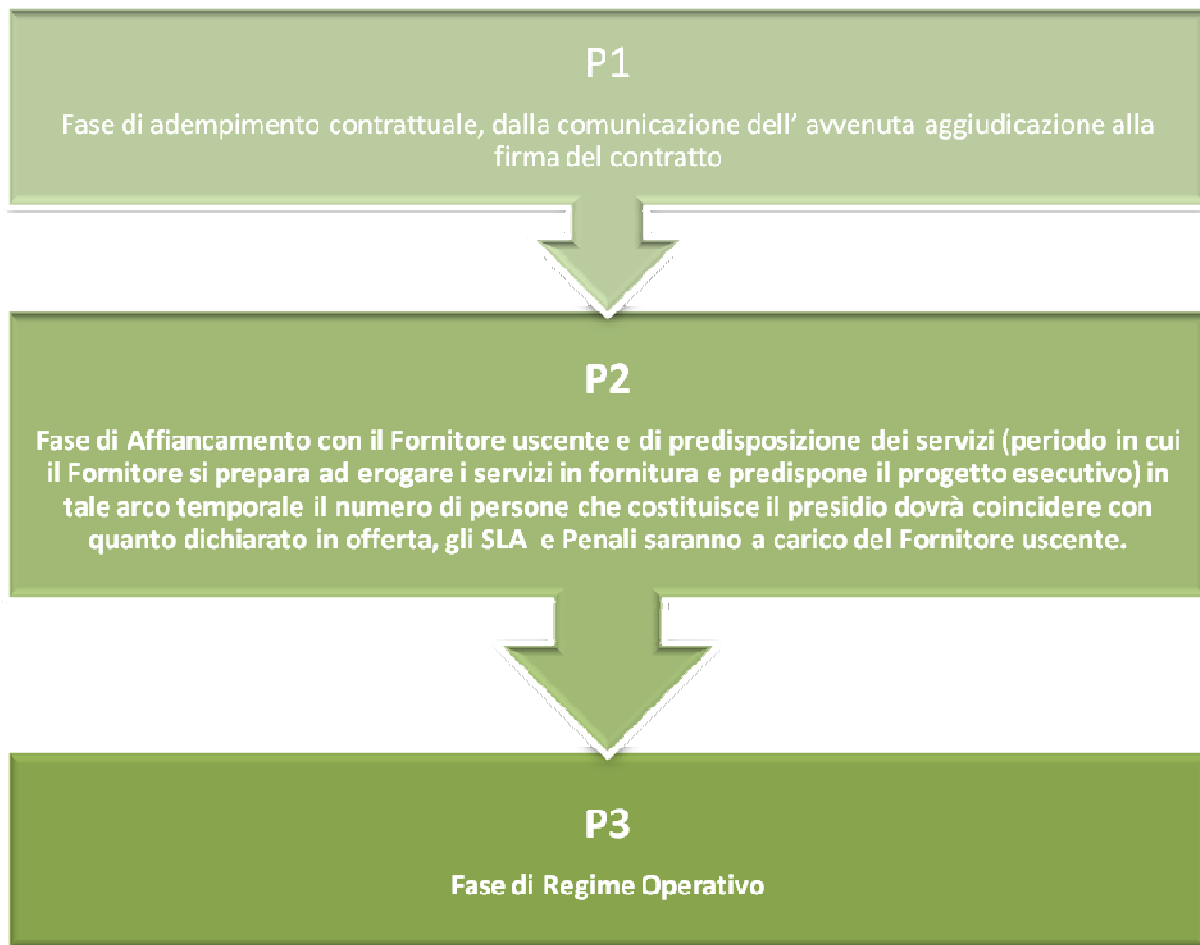 P1
Fase di adempimento contrattuale, dalla comunicazione dell' avvenuta aggiudicazione alla
firma del contratto
P2
Fase di Affiancamento con il Fornitore uscente e di predisposizione dei servizi (periodo in cui
il Fornitore si prepara ad erogare i servizi in fornitura e predispone il progetto esecutivo) in
tale arco temporale il numero di persone che costituisce il presidio dovrà coincidere con
quanto dichiarato in offerta, gli SLA e Penali saranno a carico del Fornitore uscente.
P3
Fase di Regime Operativo